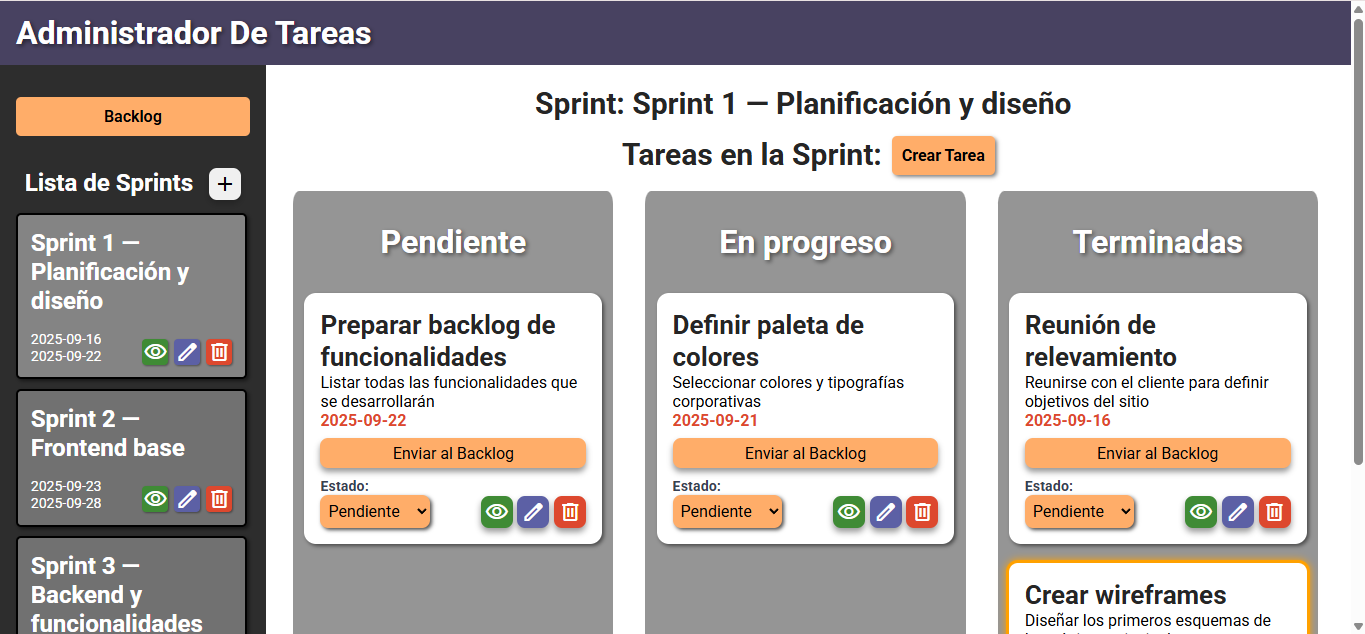 Administrador De Tareas
Backlog
Lista de Sprints +
Sprint 1 —
Planificación y
diseño
2025-09-16
2025-09-22
Sprint 2 —
Frontend base
2025-09-23
2025-09-28
Sprint 3 —
Backend y
funcionalidades
Sprint: Sprint 1 — Planificación y diseño
Tareas en la Sprint: Crear Tarea
Pendiente
Preparar backlog de
funcionalidades
Listar todas las funcionalidades que
se desarrollarán
2025-09-22
Enviar al Backlog
Estado:
Pendiente
En progreso
Definir paleta de
colores
Seleccionar colores y tipografías
corporativas
2025-09-21
Enviar al Backlog
Estado:
Pendiente
Terminadas
Reunión de
relevamiento
Reunirse con el cliente para definir
objetivos del sitio
2025-09-16
Enviar al Backlog
Estado:
Pendiente
Crear wireframes
Diseñar los primeros esquemas de